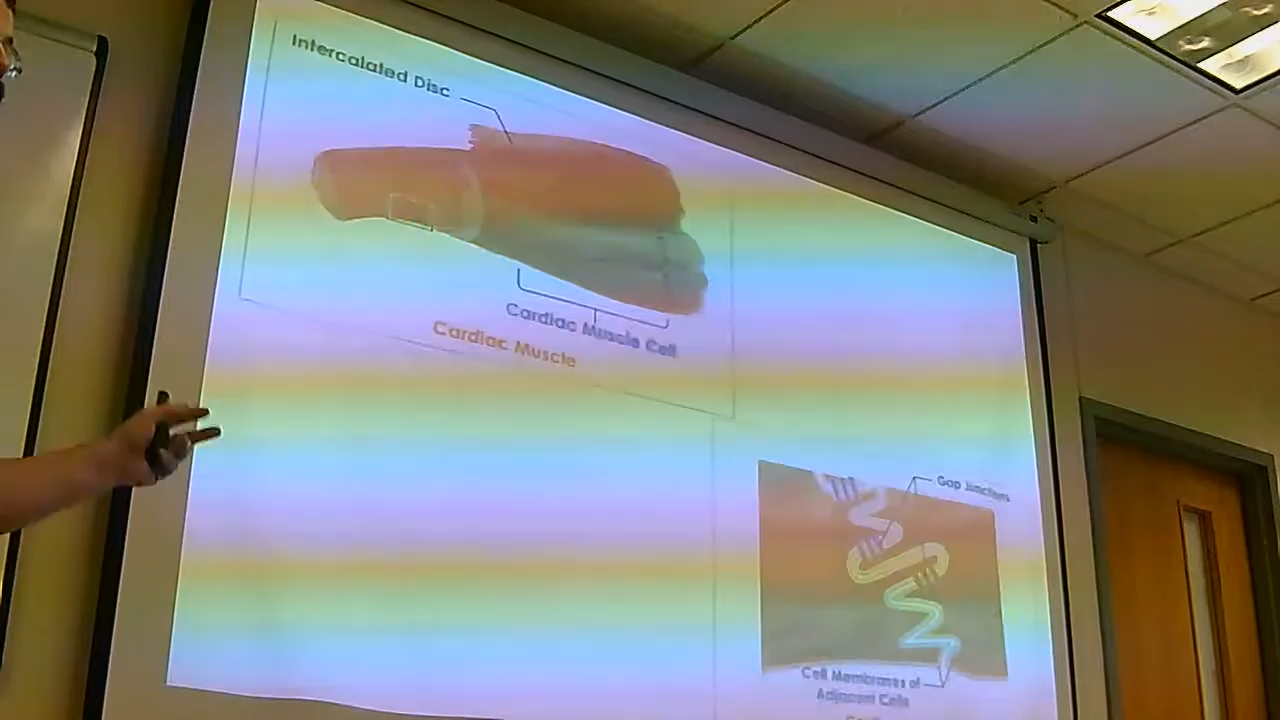 Intercalated Disc
Cardiac Muscle Cell
Cardiac Muscle
Gap Junctions
Cell Membranes of
Adjacent Cells